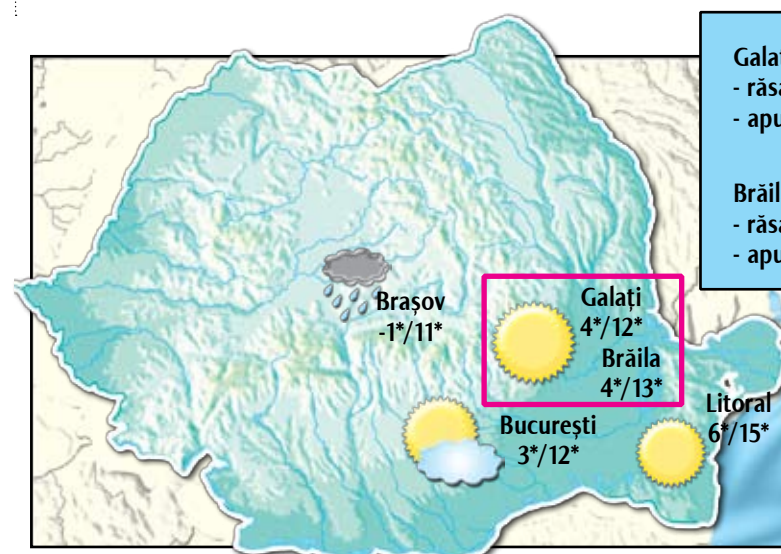 Brașov
-1*/11*
Galați
4*/12*
Brăila
4*/13*
București
3*/12*
Litoral
6*/15*